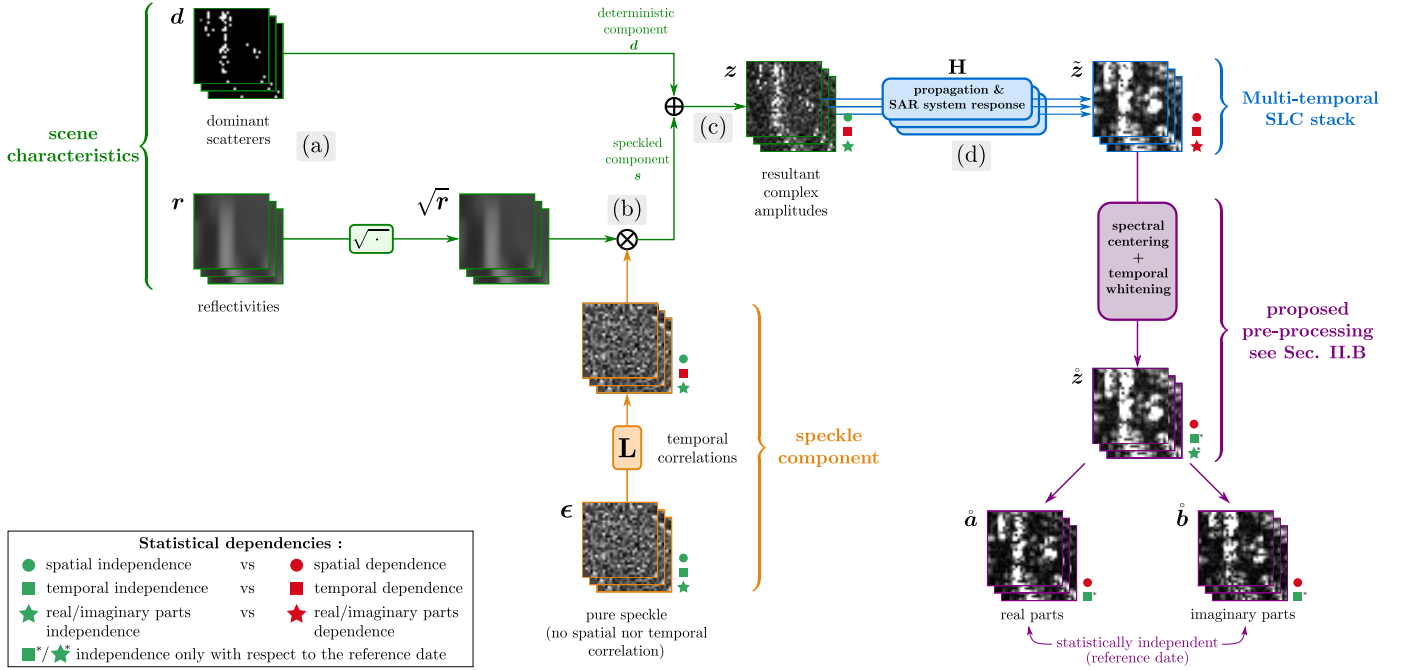 scene
characteristics
d
dominant
scatterers
(a)
r
reflectivities
√·
√r
deterministic
component
d
speckled
component
s
(b)
(c)
z
resultant
complex
amplitudes
H
propagation &
SAR system response
(d)
z̃
Multi-temporal
SLC stack
spectral
centering
+
temporal
whitening
proposed
pre-processing
see Sec. II.B
z̊
*
*
L
temporal
correlations
speckle
component
ϵ
pure speckle
(no spatial nor temporal
correlation)
å
*
real parts
b̊
*
imaginary parts
statistically independent
(reference date)
Statistical dependencies :
spatial independence vs spatial dependence
temporal independence vs temporal dependence
real/imaginary parts vs real/imaginary parts
independence dependence
*/* independence only with respect to the reference date